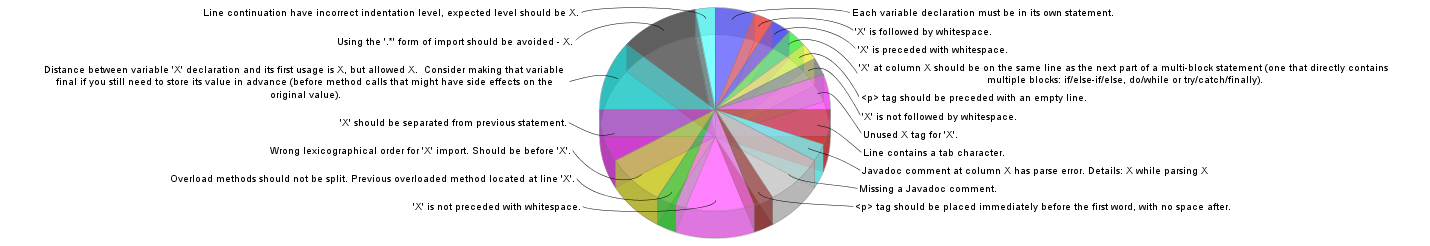 Line continuation have incorrect indentation level, expected level should be X.
Using the '.*' form of import should be avoided - X.
Distance between variable 'X' declaration and its first usage is X, but allowed X.  Consider making that variable
final if you still need to store its value in advance (before method calls that might have side effects on the
original value).
'X' should be separated from previous statement.
Wrong lexicographical order for 'X' import. Should be before 'X'.
Overload methods should not be split. Previous overloaded method located at line 'X'.
'X' is not preceded with whitespace.
Each variable declaration must be in its own statement.
'X' is followed by whitespace.
'X' is preceded with whitespace.
'X' at column X should be on the same line as the next part of a multi-block statement (one that directly contains
multiple blocks: if/else-if/else, do/while or try/catch/finally).
<p> tag should be preceded with an empty line.
'X' is not followed by whitespace.
Unused X tag for 'X'.
Line contains a tab character.
Javadoc comment at column X has parse error. Details: X while parsing X
Missing a Javadoc comment.
<p> tag should be placed immediately before the first word, with no space after.